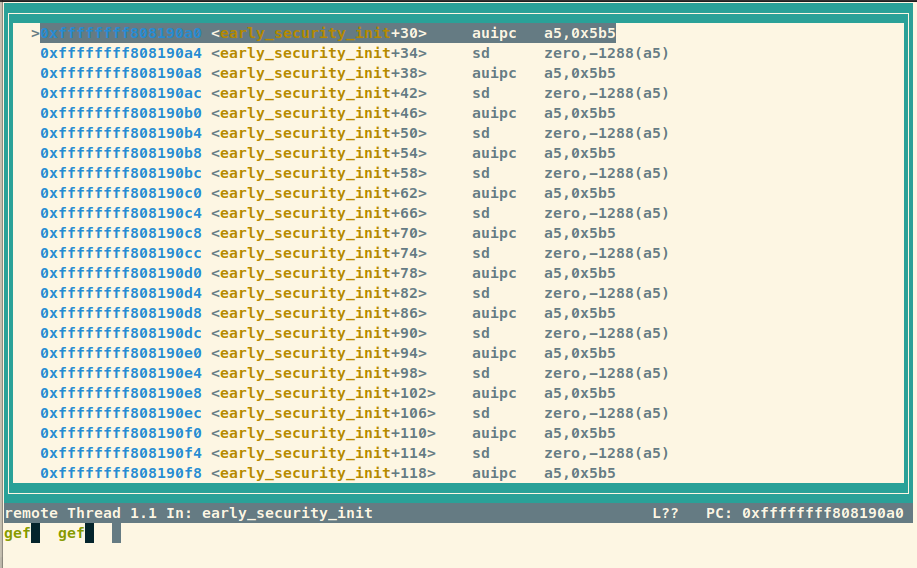 >0xffffffff808190a0 <early_security_init+30> auipc a5,0x5b5
0xffffffff808190a4 <early_security_init+34> sd zero,-1288(a5)
0xffffffff808190a8 <early_security_init+38> auipc a5,0x5b5
0xffffffff808190ac <early_security_init+42> sd zero,-1288(a5)
0xffffffff808190b0 <early_security_init+46> auipc a5,0x5b5
0xffffffff808190b4 <early_security_init+50> sd zero,-1288(a5)
0xffffffff808190b8 <early_security_init+54> auipc a5,0x5b5
0xffffffff808190bc <early_security_init+58> sd zero,-1288(a5)
0xffffffff808190c0 <early_security_init+62> auipc a5,0x5b5
0xffffffff808190c4 <early_security_init+66> sd zero,-1288(a5)
0xffffffff808190c8 <early_security_init+70> auipc a5,0x5b5
0xffffffff808190cc <early_security_init+74> sd zero,-1288(a5)
0xffffffff808190d0 <early_security_init+78> auipc a5,0x5b5
0xffffffff808190d4 <early_security_init+82> sd zero,-1288(a5)
0xffffffff808190d8 <early_security_init+86> auipc a5,0x5b5
0xffffffff808190dc <early_security_init+90> sd zero,-1288(a5)
0xffffffff808190e0 <early_security_init+94> auipc a5,0x5b5
0xffffffff808190e4 <early_security_init+98> sd zero,-1288(a5)
0xffffffff808190e8 <early_security_init+102> auipc a5,0x5b5
0xffffffff808190ec <early_security_init+106> sd zero,-1288(a5)
0xffffffff808190f0 <early_security_init+110> auipc a5,0x5b5
0xffffffff808190f4 <early_security_init+114> sd zero,-1288(a5)
0xffffffff808190f8 <early_security_init+118> auipc a5,0x5b5
remote Thread 1.1 In: early_security_init L?? PC: 0xffffffff808190a0
gef gef